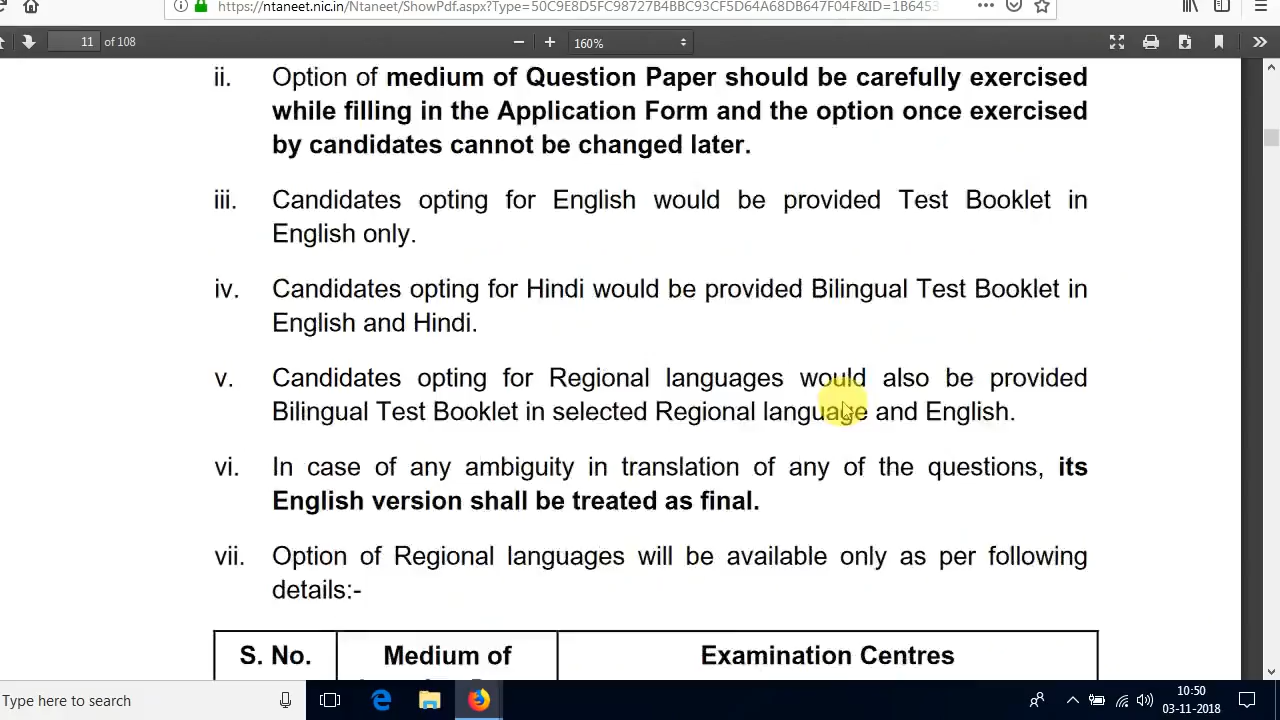 https://ntaneet.nic.in/Ntaneet/ShowPdf.aspx?Type=50C9E8D5FC98727B4BBC93CF5D64A68DB647F04F&ID=1B6453
11 of 108
160%
ii. Option of medium of Question Paper should be carefully exercised
while filling in the Application Form and the option once exercised
by candidates cannot be changed later.
iii. Candidates opting for English would be provided Test Booklet in
English only.
iv. Candidates opting for Hindi would be provided Bilingual Test Booklet in
English and Hindi.
v. Candidates opting for Regional languages would also be provided
Bilingual Test Booklet in selected Regional language and English.
vi. In case of any ambiguity in translation of any of the questions, its
English version shall be treated as final.
vii. Option of Regional languages will be available only as per following
details:-
S. No. Medium of Examination Centres
Type here to search
10:50
03-11-2018